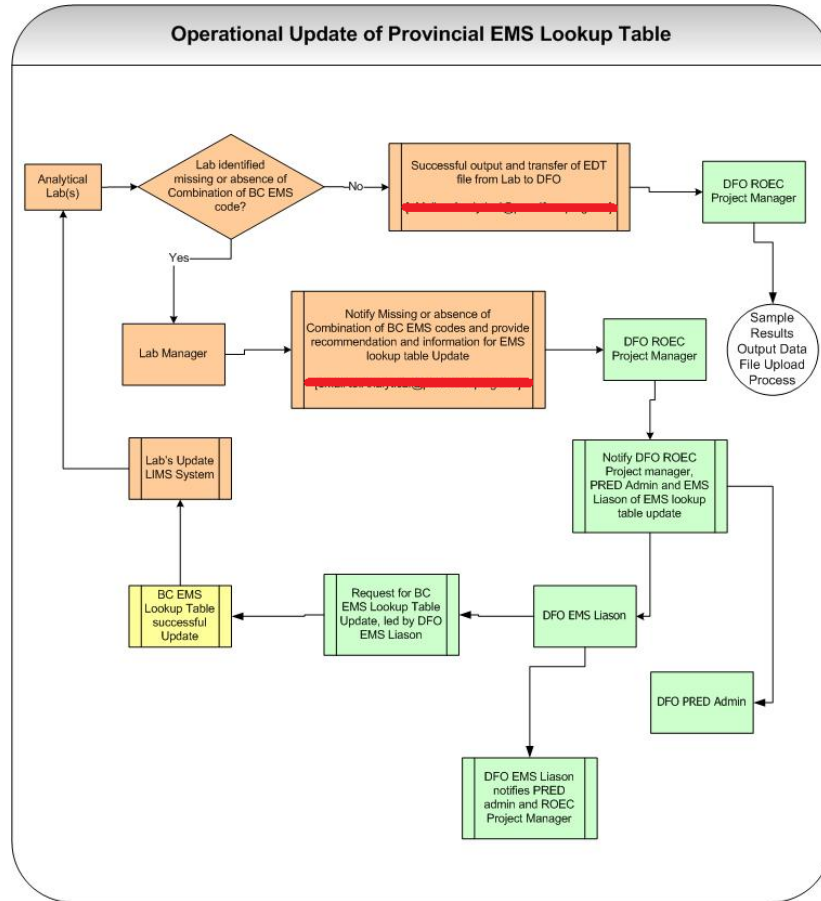 Operational Update of Provincial EMS Lookup Table
Analytical
Lab(s)
Lab identified
missing or absence of
Combination of BC EMS
code?
No
Successful output and transfer of EDT
file from Lab to DFO
DFO ROEC
Project Manager
Yes
Lab Manager
Notify Missing or absence of
Combination of BC EMS codes and provide
recommendation and information for EMS
lookup table Update
DFO ROEC
Project Manager
Sample
Results
Output Data
File Upload
Process
Lab's Update
LIMS System
Notify DFO ROEC
Project manager,
PRED Admin and EMS
Liason of EMS lookup
table update
BC EMS
Lookup Table
successful
Update
Request for BC
EMS Lookup Table
Update, led by DFO
EMS Liason
DFO EMS Liason
DFO PRED Admin
DFO EMS Liason
notifies PRED
admin and ROEC
Project Manager